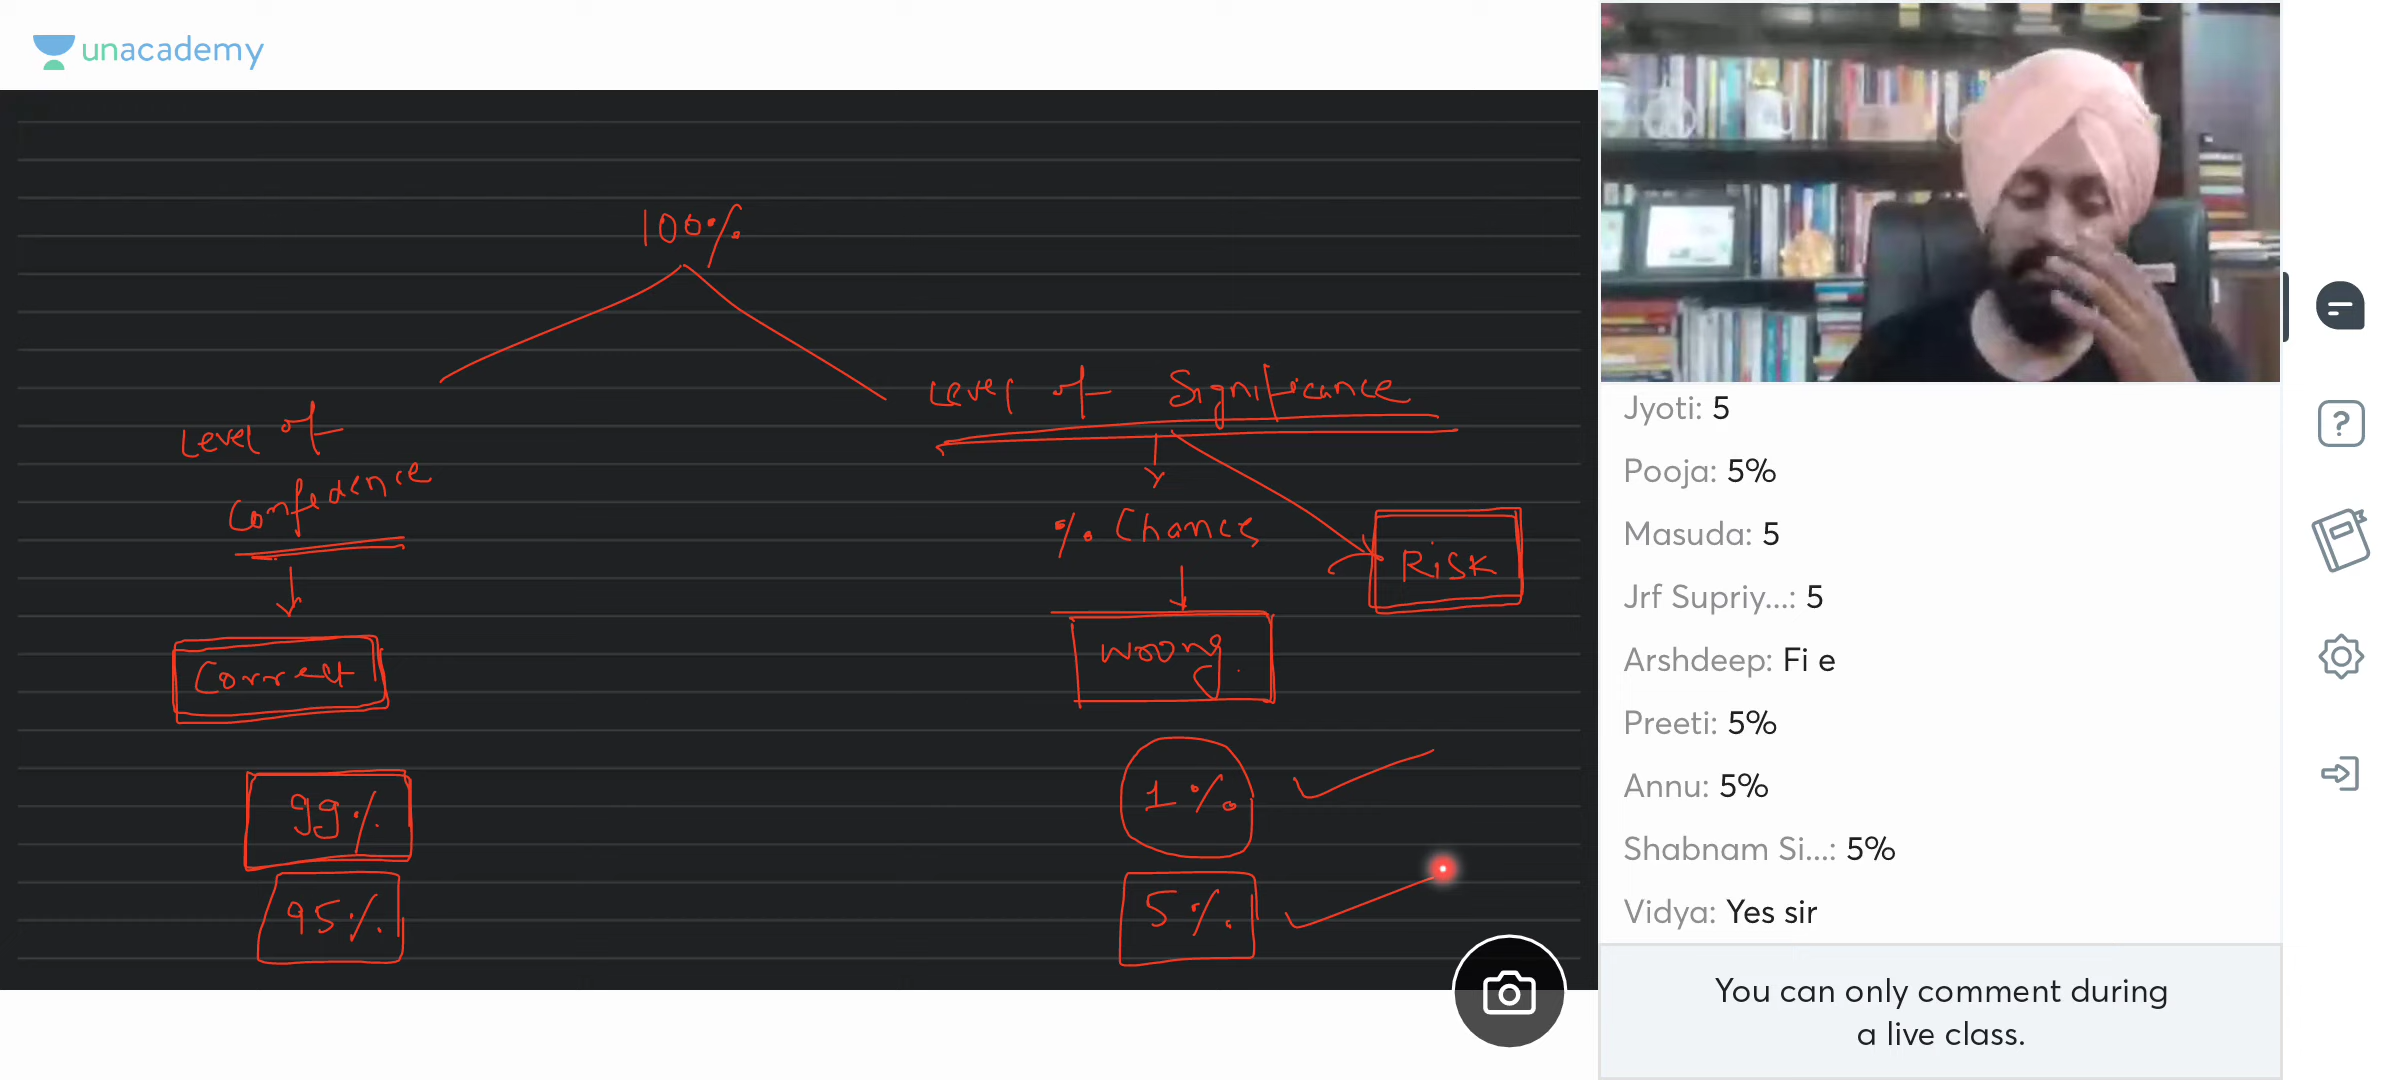 unacademy
100%
Level of Significance
Level of
Confedence
% Chance
Risk
Correct
Wrong.
99%
1%
95%
5%
Jyoti: 5
Pooja: 5%
Masuda: 5
Jrf Supriy...: 5
Arshdeep: Fi e
Preeti: 5%
Annu: 5%
Shabnam Si...: 5%
Vidya: Yes sir
You can only comment during
a live class.